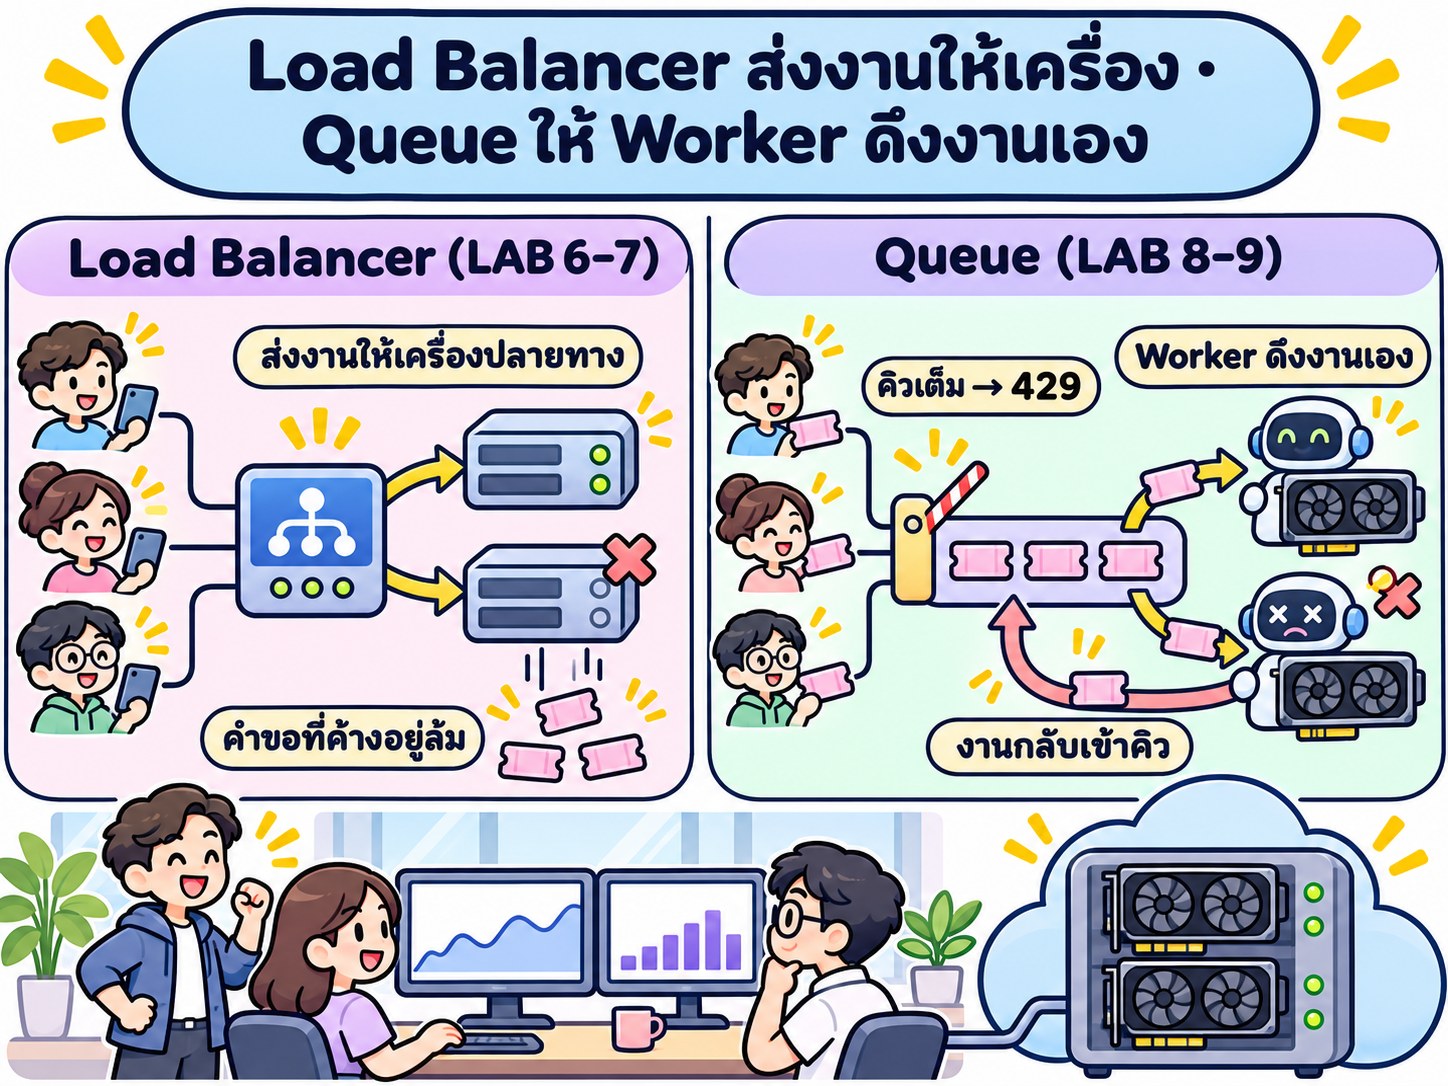 Load Balancer ส่งงานให้เครื่อง •
Queue ให้ Worker ดึงงานเอง
Load Balancer (LAB 6–7)
ส่งงานให้เครื่องปลายทาง
คำขอที่ค้างอยู่ล้ม
Queue (LAB 8–9)
คิวเต็ม → 429
Worker ดึงงานเอง
งานกลับเข้าคิว